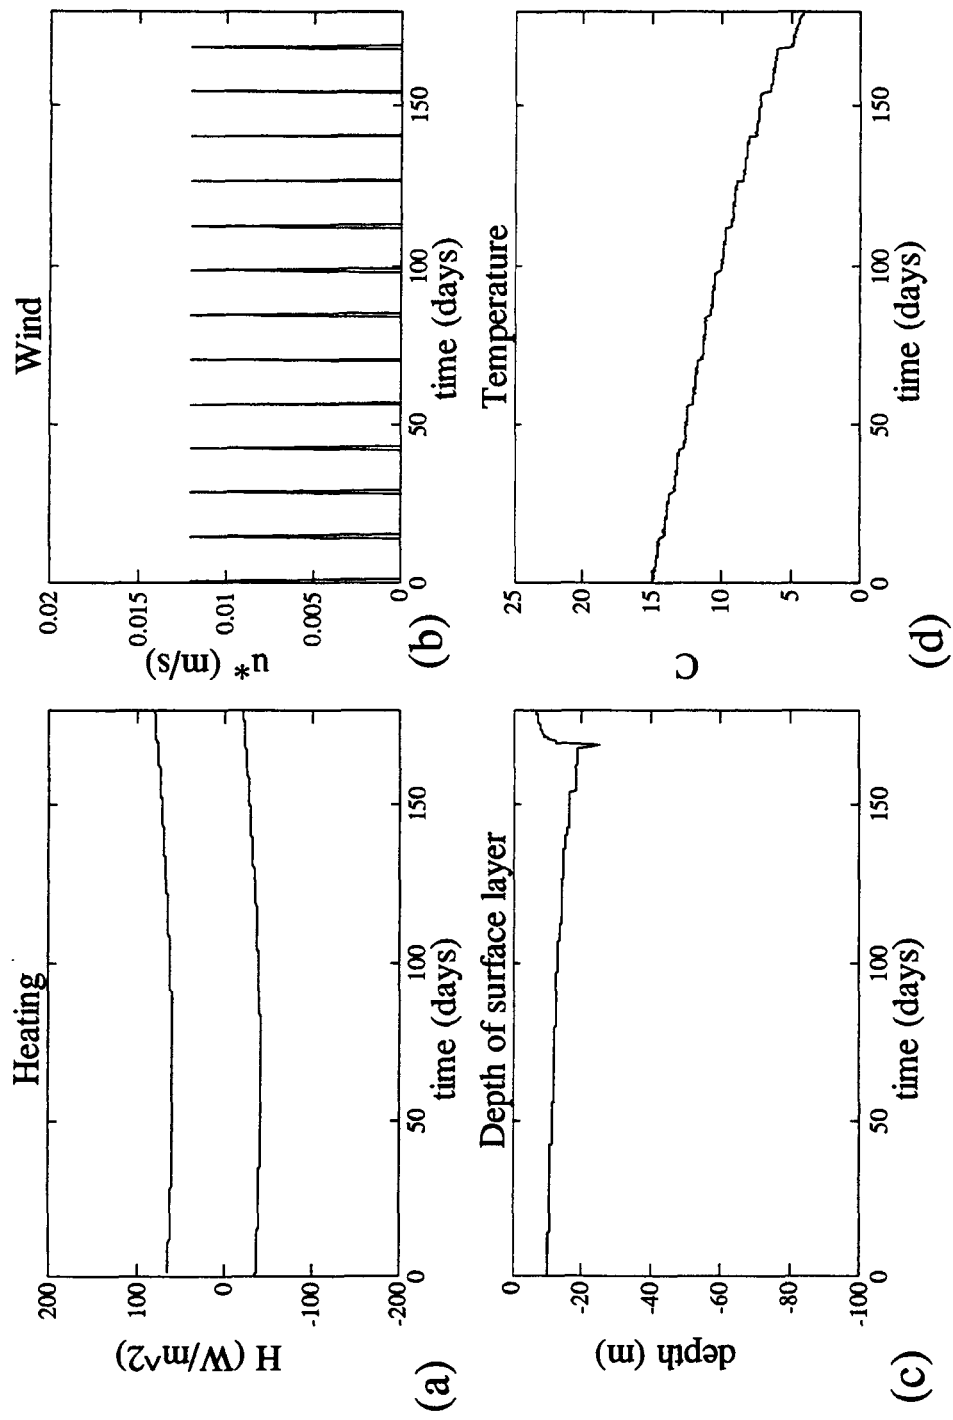 Heating
200
100
0
-100
-200
H (W/m^2)
0
50
100
150
time (days)
(a)
Wind
0.02
0.015
0.01
0.005
0
u* (m/s)
0
50
100
150
time (days)
(b)
Depth of surface layer
0
-20
-40
-60
-80
-100
depth (m)
0
50
100
150
time (days)
(c)
Temperature
25
20
15
10
5
0
C
0
50
100
150
time (days)
(d)